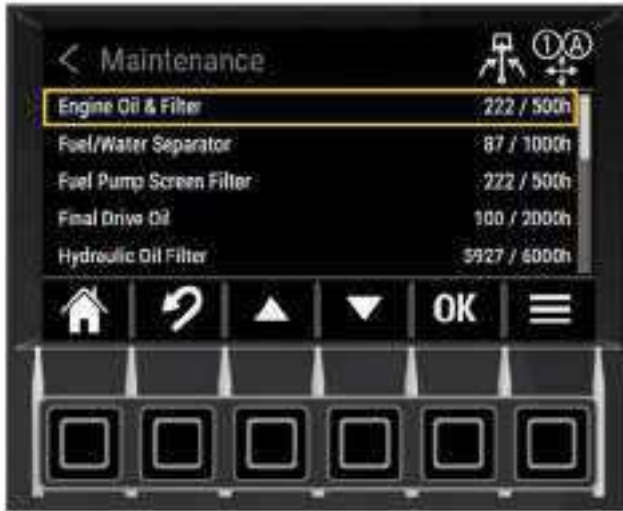 Maintenance
1 A
Engine Oil & Filter 222 / 500h
Fuel/Water Separator 87 / 1000h
Fuel Pump Screen Filter 222 / 500h
Final Drive Oil 100 / 2000h
Hydraulic Oil Filter 5927 / 6000h
OK